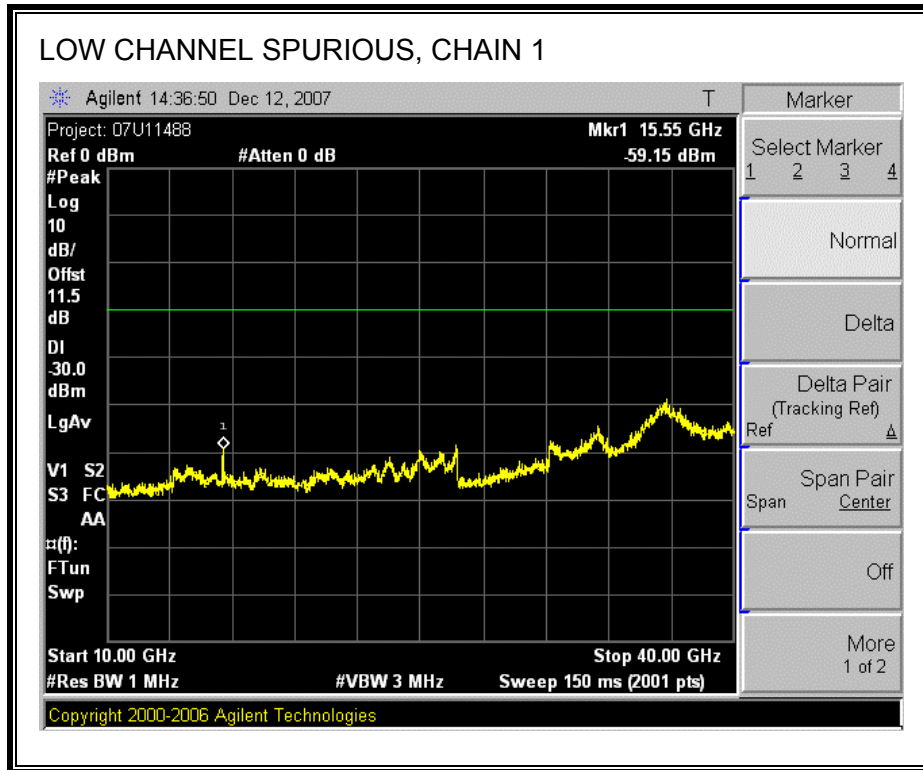 LOW CHANNEL SPURIOUS, CHAIN 1
Agilent 14:36:50 Dec 12, 2007 T
Project: 07U11488 Mkr1 15.55 GHz
Ref 0 dBm #Atten 0 dB -59.15 dBm
#Peak
Log
10
dB/
Offst
11.5
dB
DI
-30.0
dBm
LgAv
1
V1 S2
S3 FC
AA
¤(f):
FTun
Swp
Start 10.00 GHz Stop 40.00 GHz
#Res BW 1 MHz #VBW 3 MHz Sweep 150 ms (2001 pts)
Copyright 2000-2006 Agilent Technologies
Marker
Select Marker
1 2 3 4
Normal
Delta
Delta Pair
(Tracking Ref)
Ref Δ
Span Pair
Span Center
Off
More
1 of 2